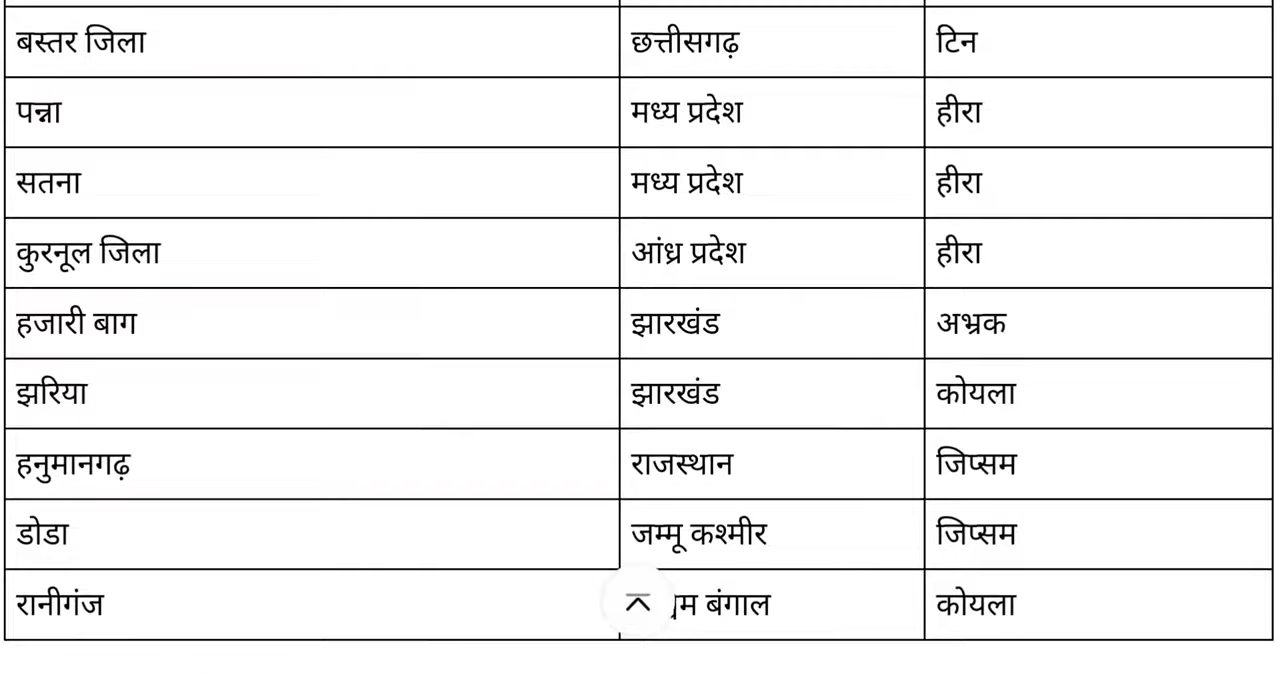 बस्तर जिला छत्तीसगढ़ टिन
पन्ना मध्य प्रदेश हीरा
सतना मध्य प्रदेश हीरा
कुरनूल जिला आंध्र प्रदेश हीरा
हजारी बाग झारखंड अभ्रक
झरिया झारखंड कोयला
हनुमानगढ़ राजस्थान जिप्सम
डोडा जम्मू कश्मीर जिप्सम
रानीगंज बंगाल कोयला